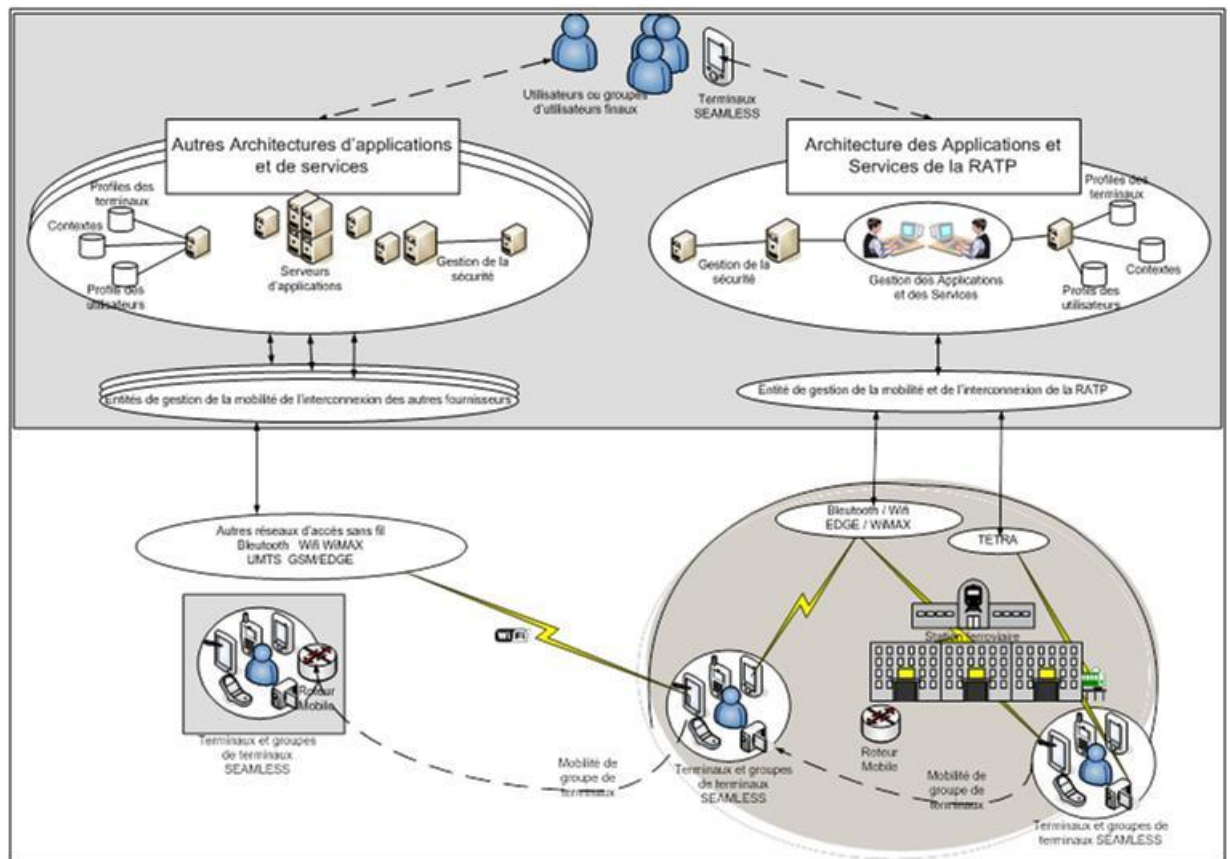 Utilisateurs ou groupes
d'utilisateurs finaux
Terminaux
SEAMLESS
Autres Architectures d'applications
et de services
Profiles des
terminaux
Contextes
Profils des
utilisateurs
Serveurs
d'applications
Gestion de la
sécurité
Architecture des Applications et
Services de la RATP
Gestion de la
sécurité
Gestion des Applications
et des Services
Profiles des
terminaux
Contextes
Profils des
utilisateurs
Entités de gestion de la mobilité de l'interconnexion des autres fournisseurs
Entité de gestion de la mobilité et de l'interconnexion de la RATP
Autres réseaux d'accès sans fil
Bleutooth Wifi WiMAX
UMTS GSM/EDGE
Bleutooth / Wifi
EDGE / WiMAX
TETRA
WiFi
Station ferroviaire
Roteur
Mobile
Terminaux et groupes
de terminaux
SEAMLESS
Mobilité de
groupe de
terminaux
Terminaux et groupes
de terminaux
SEAMLESS
Roteur
Mobile
Mobilité de
groupe de
terminaux
Terminaux et groupes de
terminaux SEAMLESS